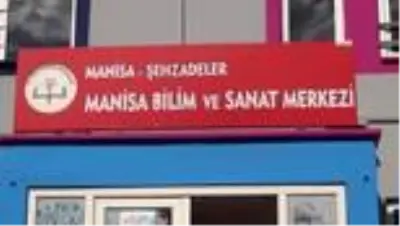 MANİSA - ŞEHZADELER
MANİSA BİLİM VE SANAT MERKEZİ